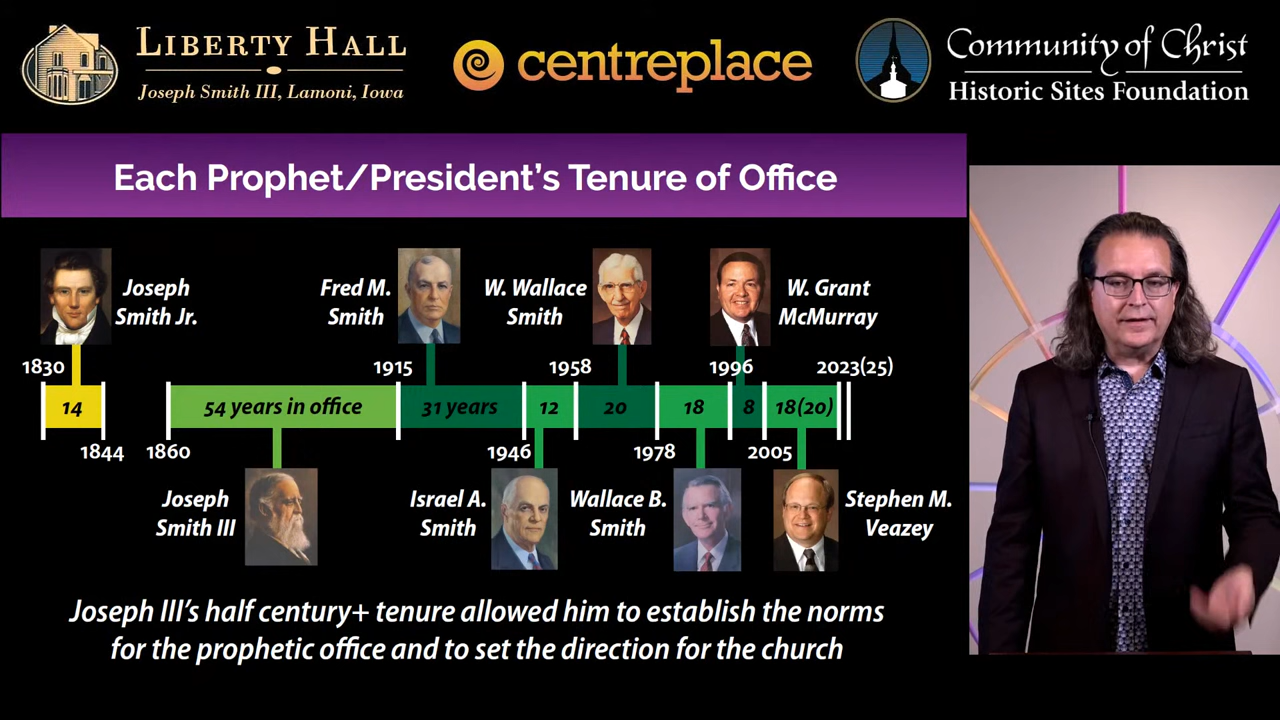 LIBERTY HALL
Joseph Smith III, Lamoni, Iowa
centreplace
Community of Christ
Historic Sites Foundation
Each Prophet/President's Tenure of Office
Joseph
Smith Jr.
Fred M.
Smith
W. Wallace
Smith
W. Grant
McMurray
1830
1915
1958
1996
2023(25)
14
54 years in office
31 years
12
20
18
8
18(20)
1844
1860
1946
1978
2005
Joseph
Smith III
Israel A.
Smith
Wallace B.
Smith
Stephen M.
Veazey
Joseph III's half century+ tenure allowed him to establish the norms
for the prophetic office and to set the direction for the church